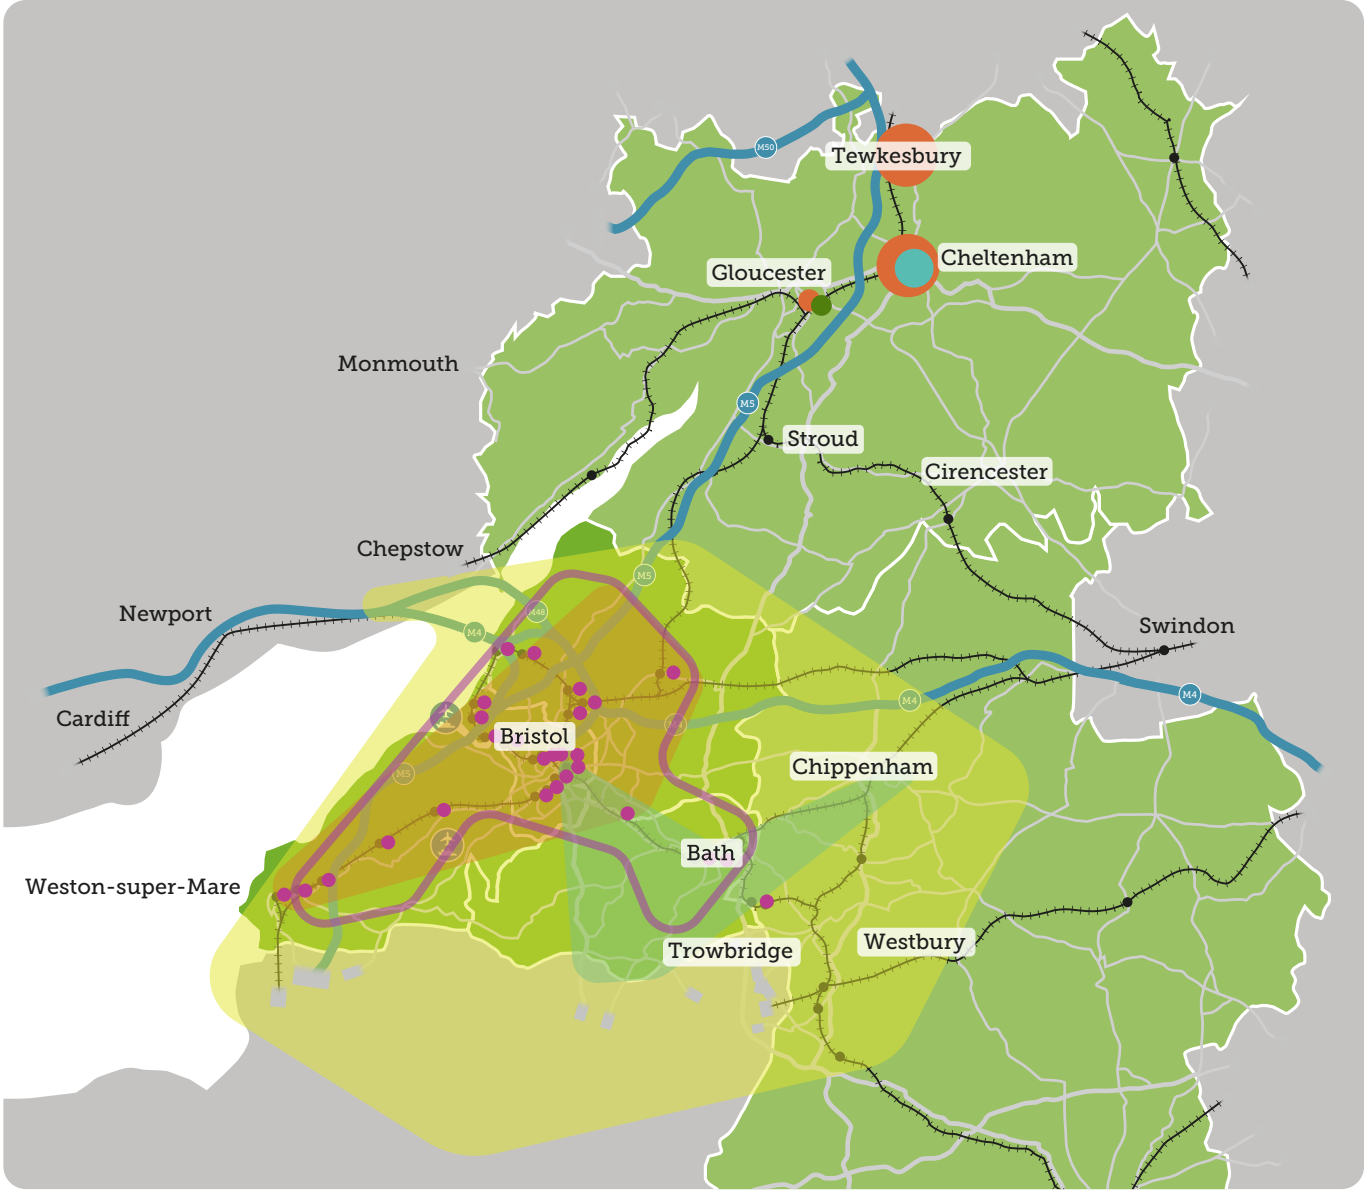 M50
Tewkesbury
Cheltenham
Gloucester
Monmouth
M5
Stroud
Cirencester
Chepstow
M5
M48
Newport
M4
Swindon
M4
M4
Cardiff
Bristol
M5
Chippenham
Bath
Weston-super-Mare
Westbury
Trowbridge